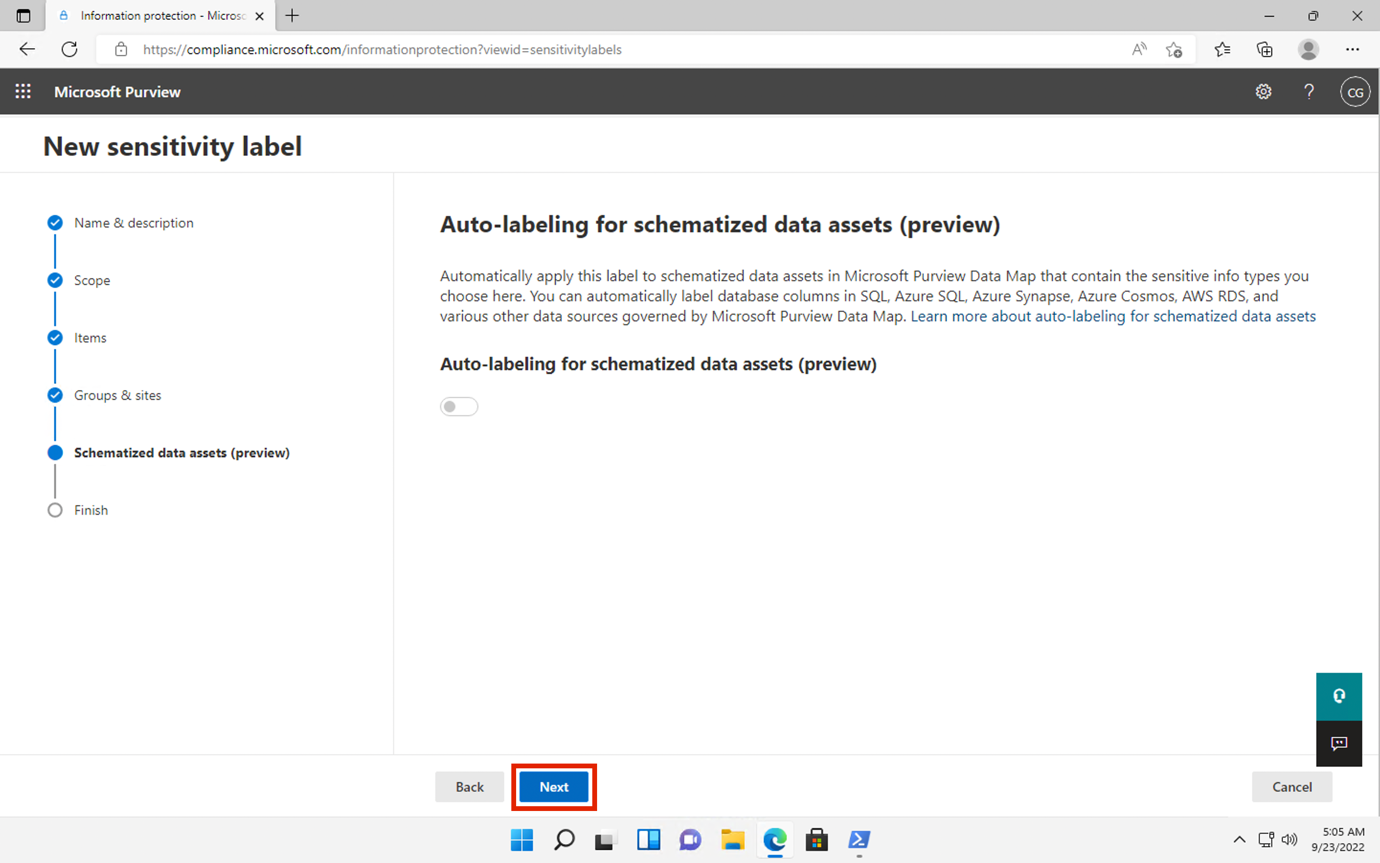 Information protection - Microsc
https://compliance.microsoft.com/informationprotection?viewid=sensitivitylabels
Microsoft Purview
CG
New sensitivity label
Name & description
Scope
Items
Groups & sites
Schematized data assets (preview)
Finish
Auto-labeling for schematized data assets (preview)
Automatically apply this label to schematized data assets in Microsoft Purview Data Map that contain the sensitive info types you
choose here. You can automatically label database columns in SQL, Azure SQL, Azure Synapse, Azure Cosmos, AWS RDS, and
various other data sources governed by Microsoft Purview Data Map. Learn more about auto-labeling for schematized data assets
Auto-labeling for schematized data assets (preview)
Back
Next
Cancel
5:05 AM
9/23/2022